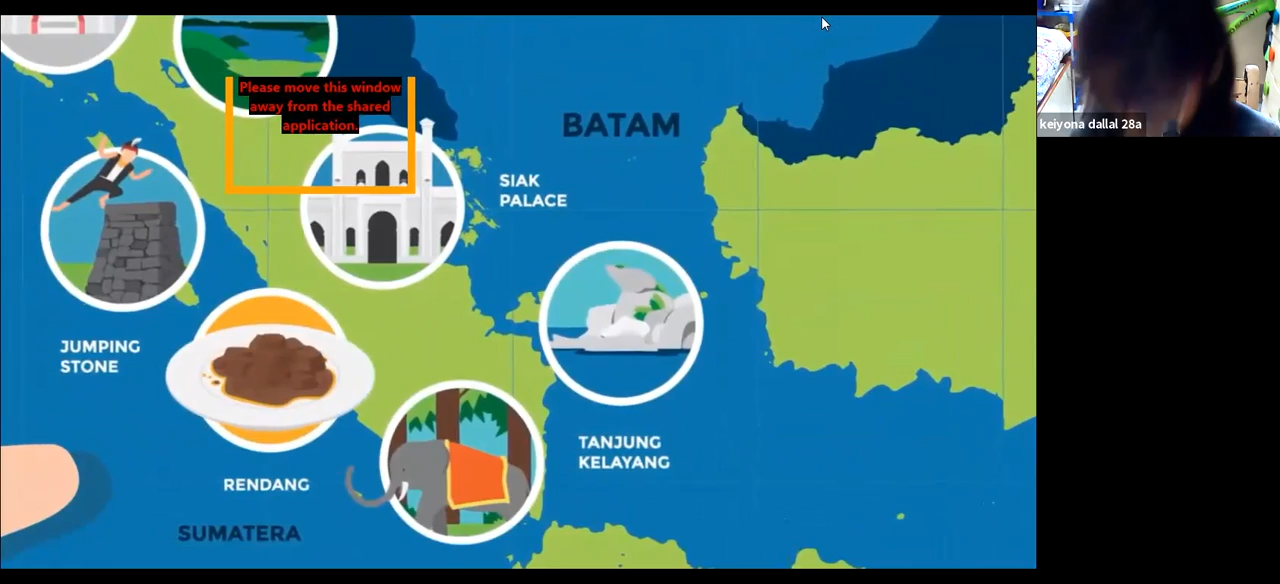 Please move this window
away from the shared
application.
BATAM
SIAK
PALACE
JUMPING
STONE
TANJUNG
KELAYANG
RENDANG
SUMATERA
keiyona dallal 28a